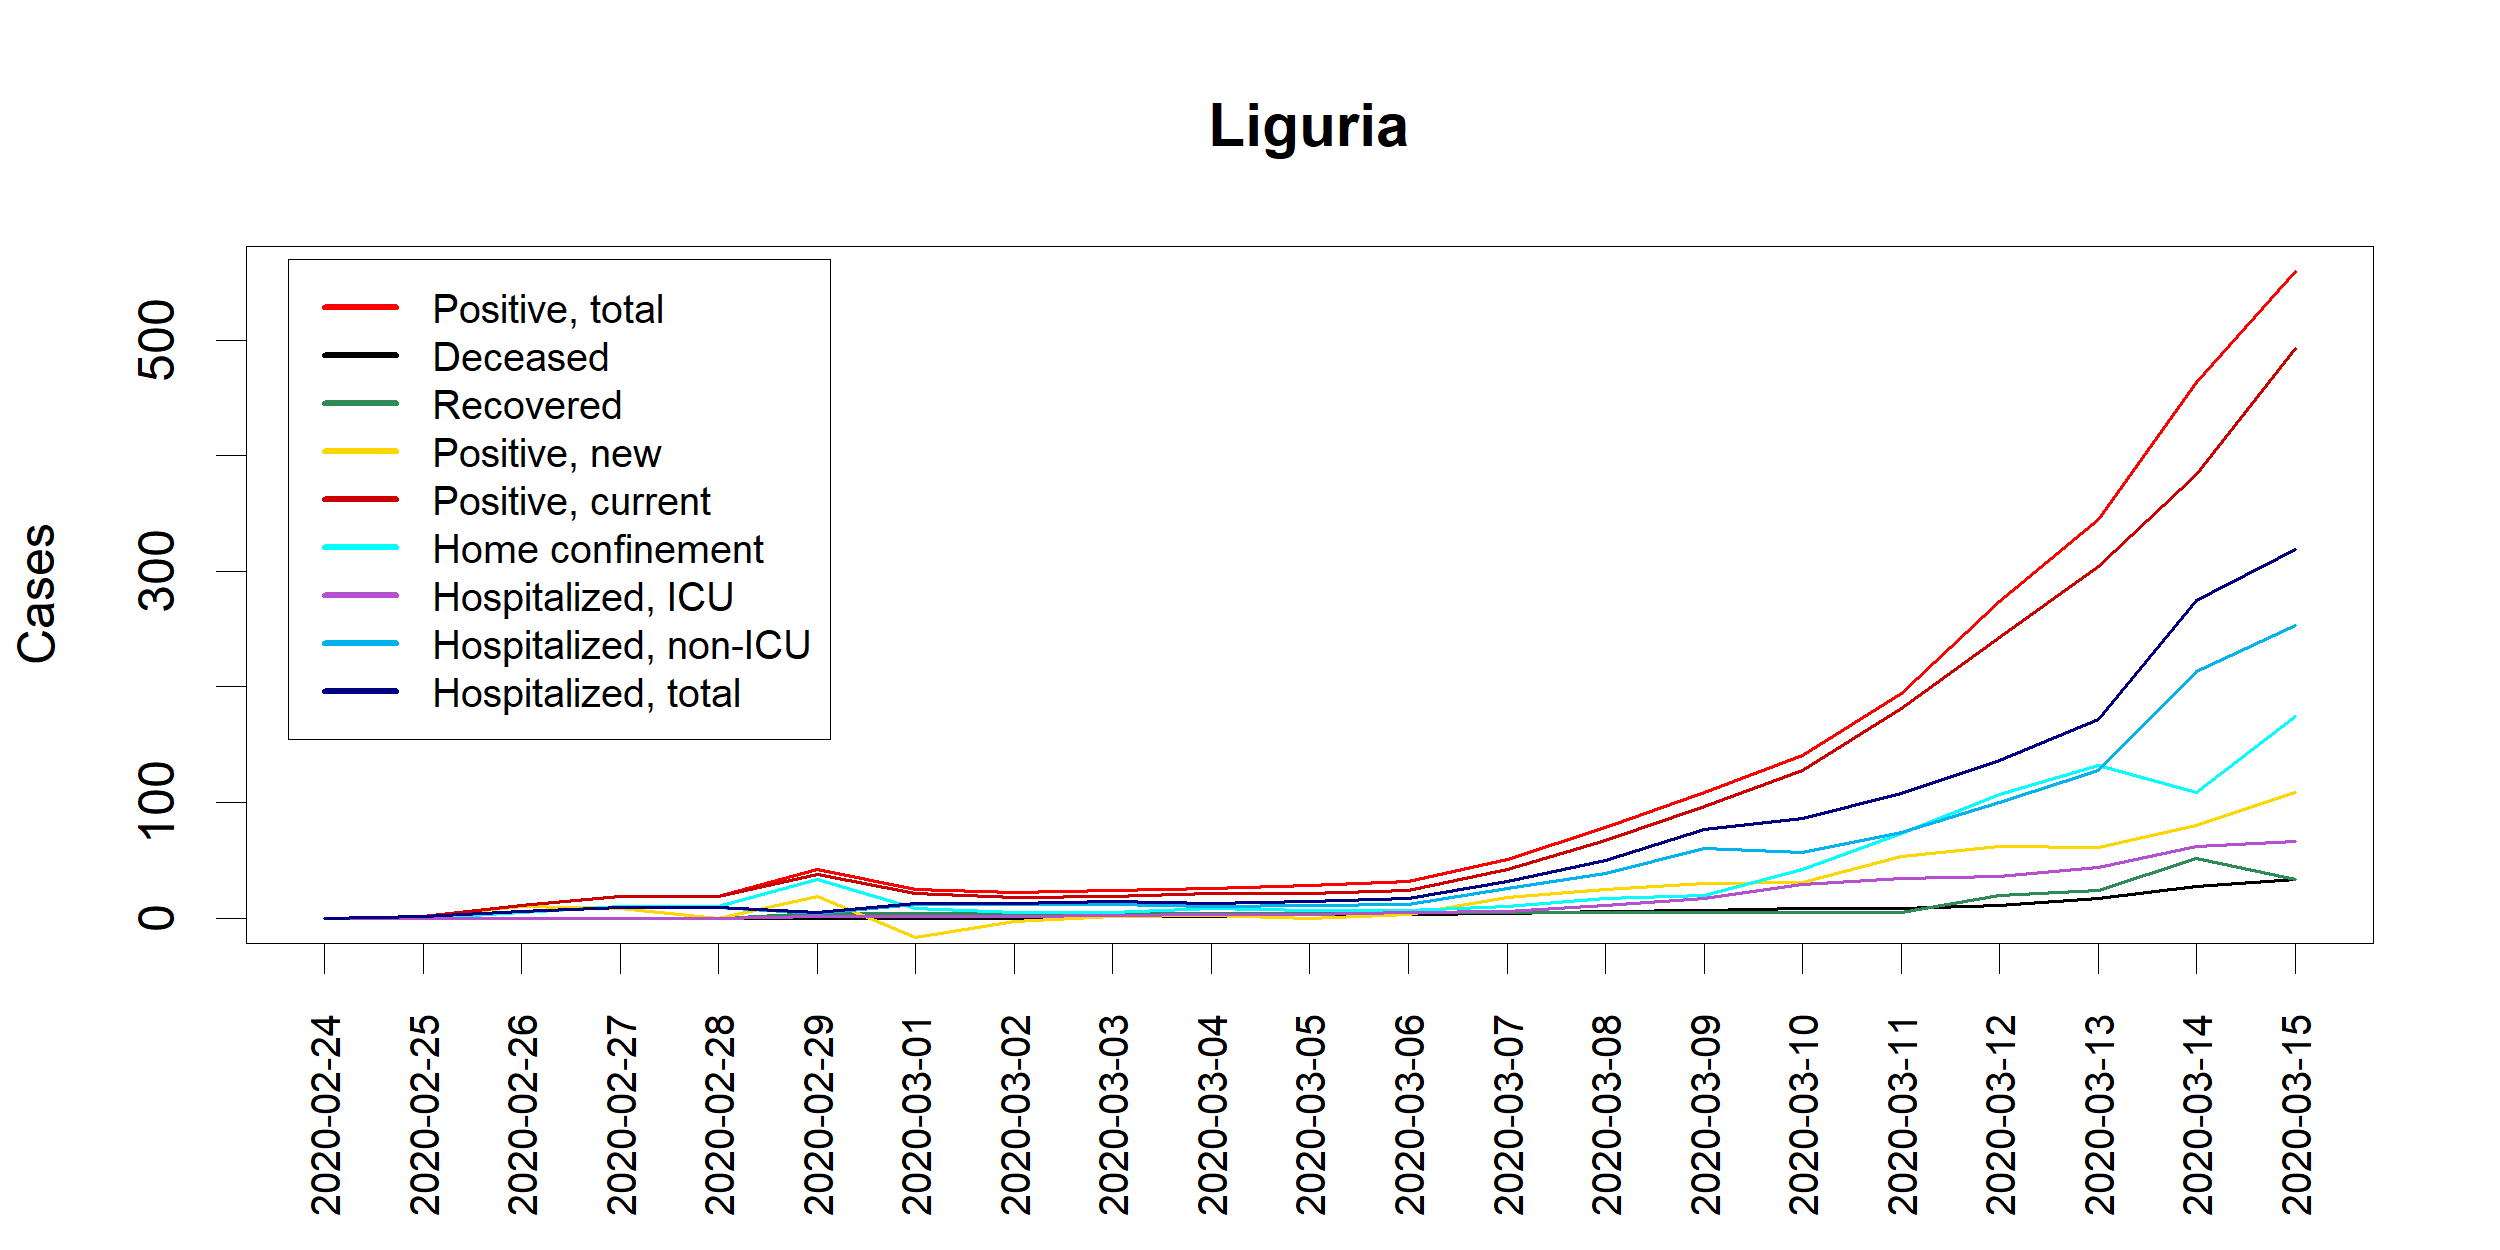 Liguria
Cases
500
300
100
0
Positive, total
Deceased
Recovered
Positive, new
Positive, current
Home confinement
Hospitalized, ICU
Hospitalized, non-ICU
Hospitalized, total
2020-02-24
2020-02-25
2020-02-26
2020-02-27
2020-02-28
2020-02-29
2020-03-01
2020-03-02
2020-03-03
2020-03-04
2020-03-05
2020-03-06
2020-03-07
2020-03-08
2020-03-09
2020-03-10
2020-03-11
2020-03-12
2020-03-13
2020-03-14
2020-03-15